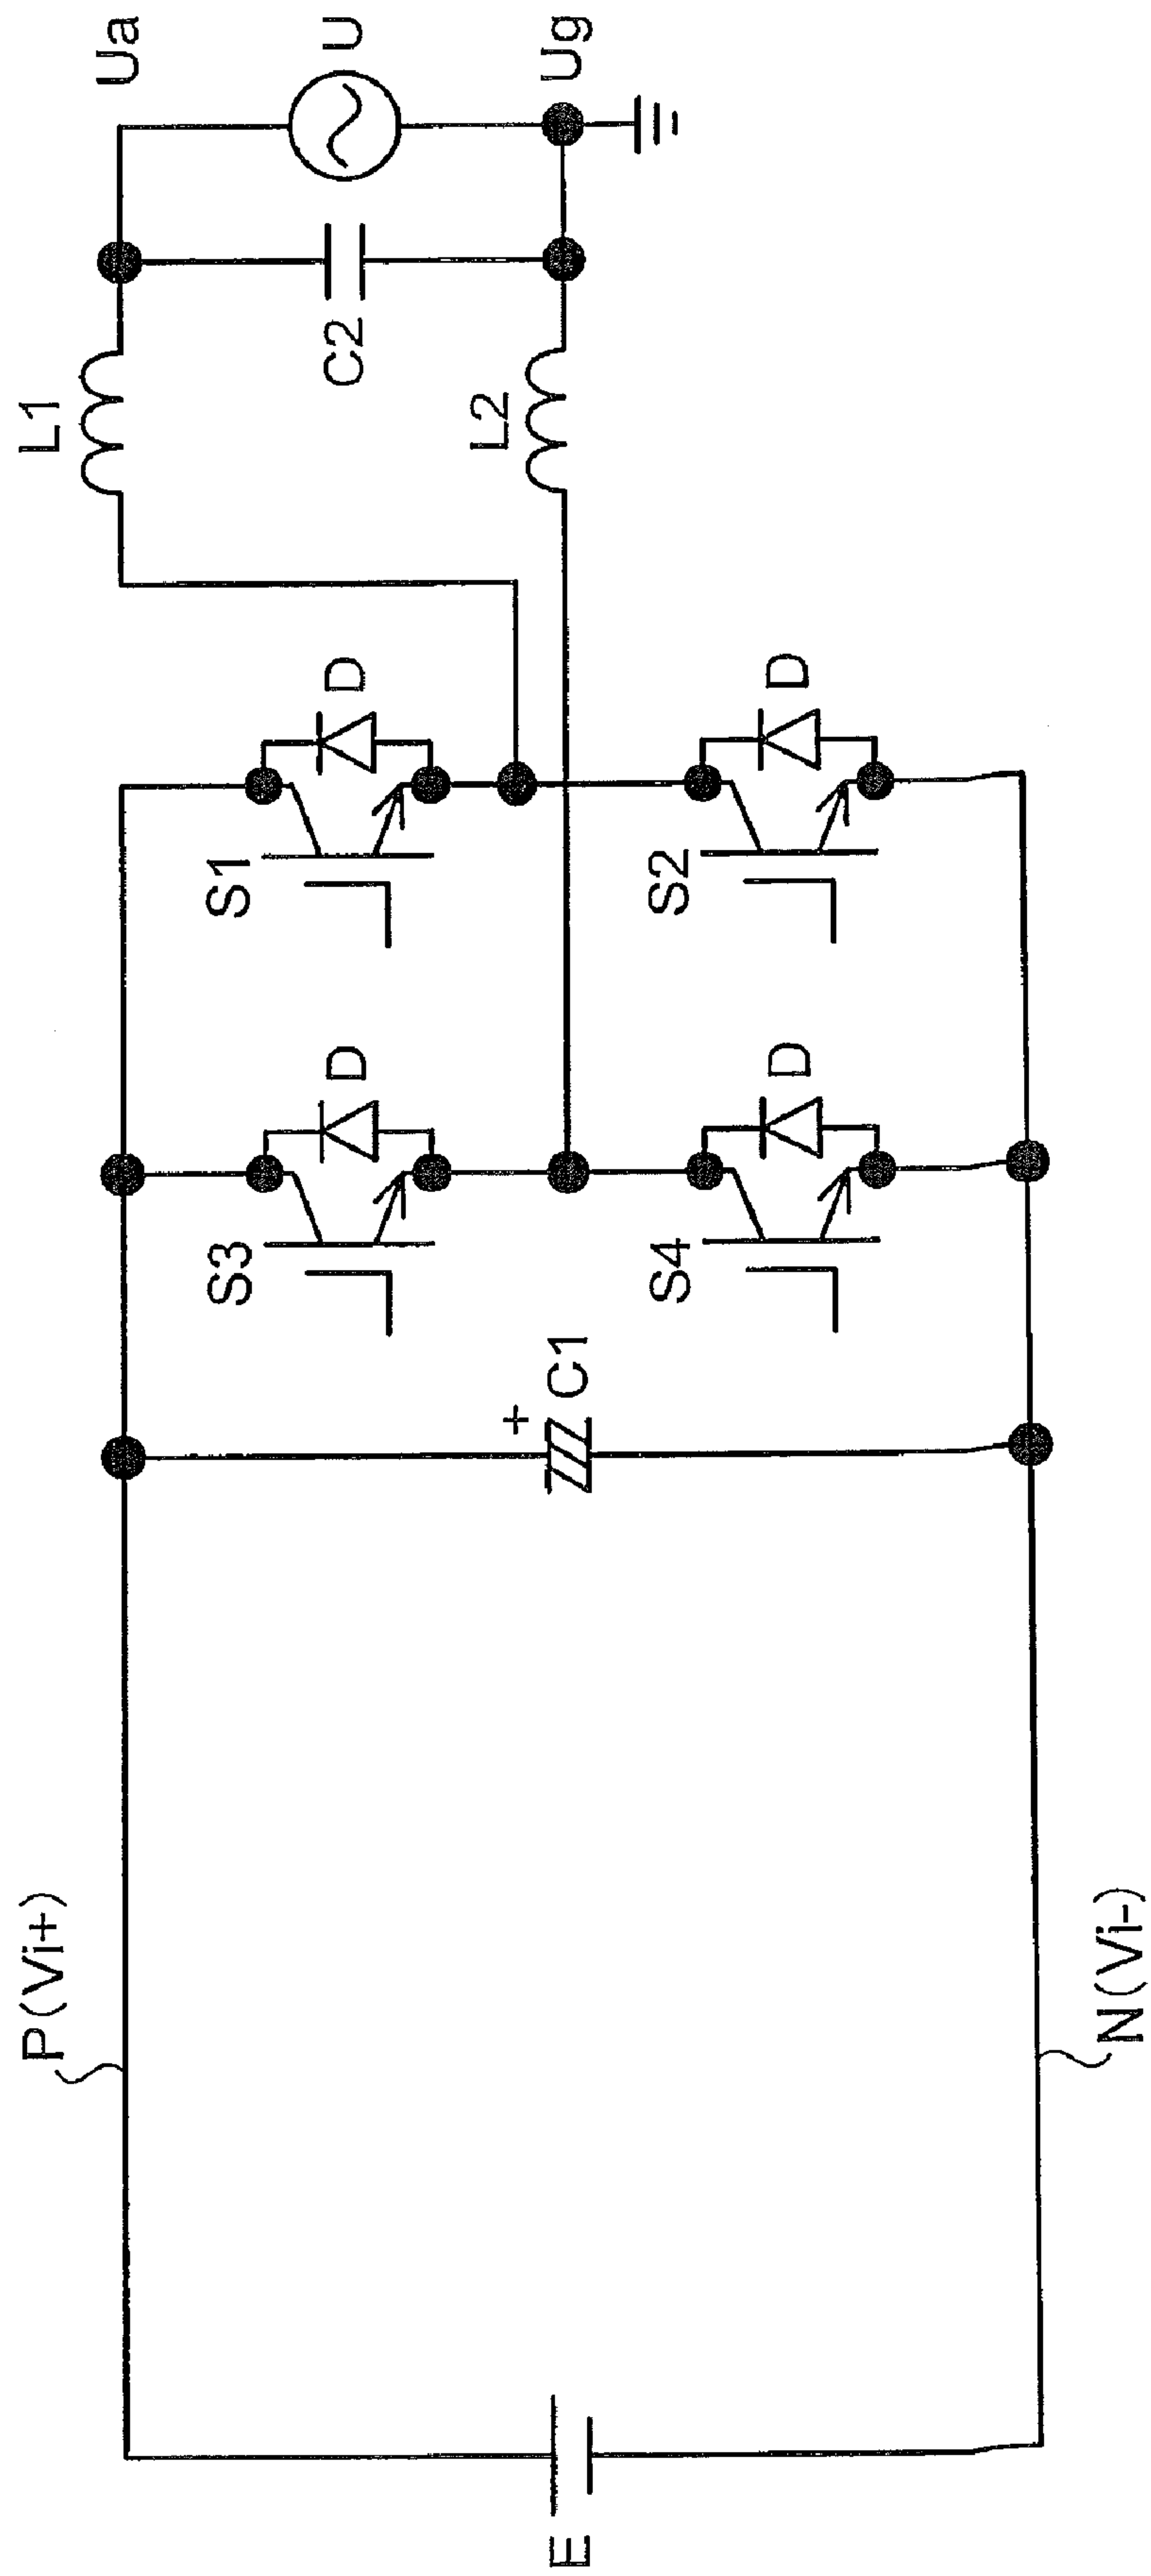 P(Vi+)
L1
Ua
S3
D
S1
D
C2
U
E
+
C1
L2
Ug
S4
D
S2
D
N(Vi-)